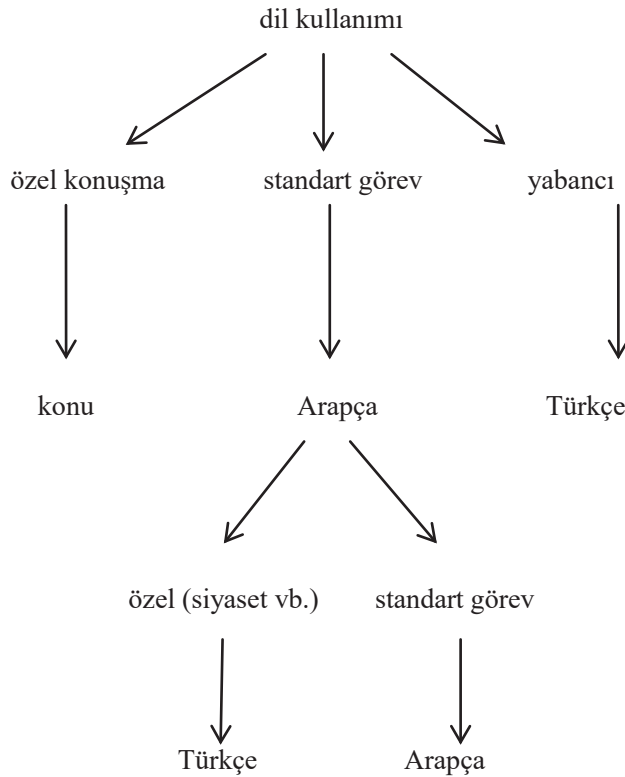 dil kullanımı
özel konuşma standart görev yabancı
konu Arapça Türkçe
özel (siyaset vb.) standart görev
Türkçe Arapça